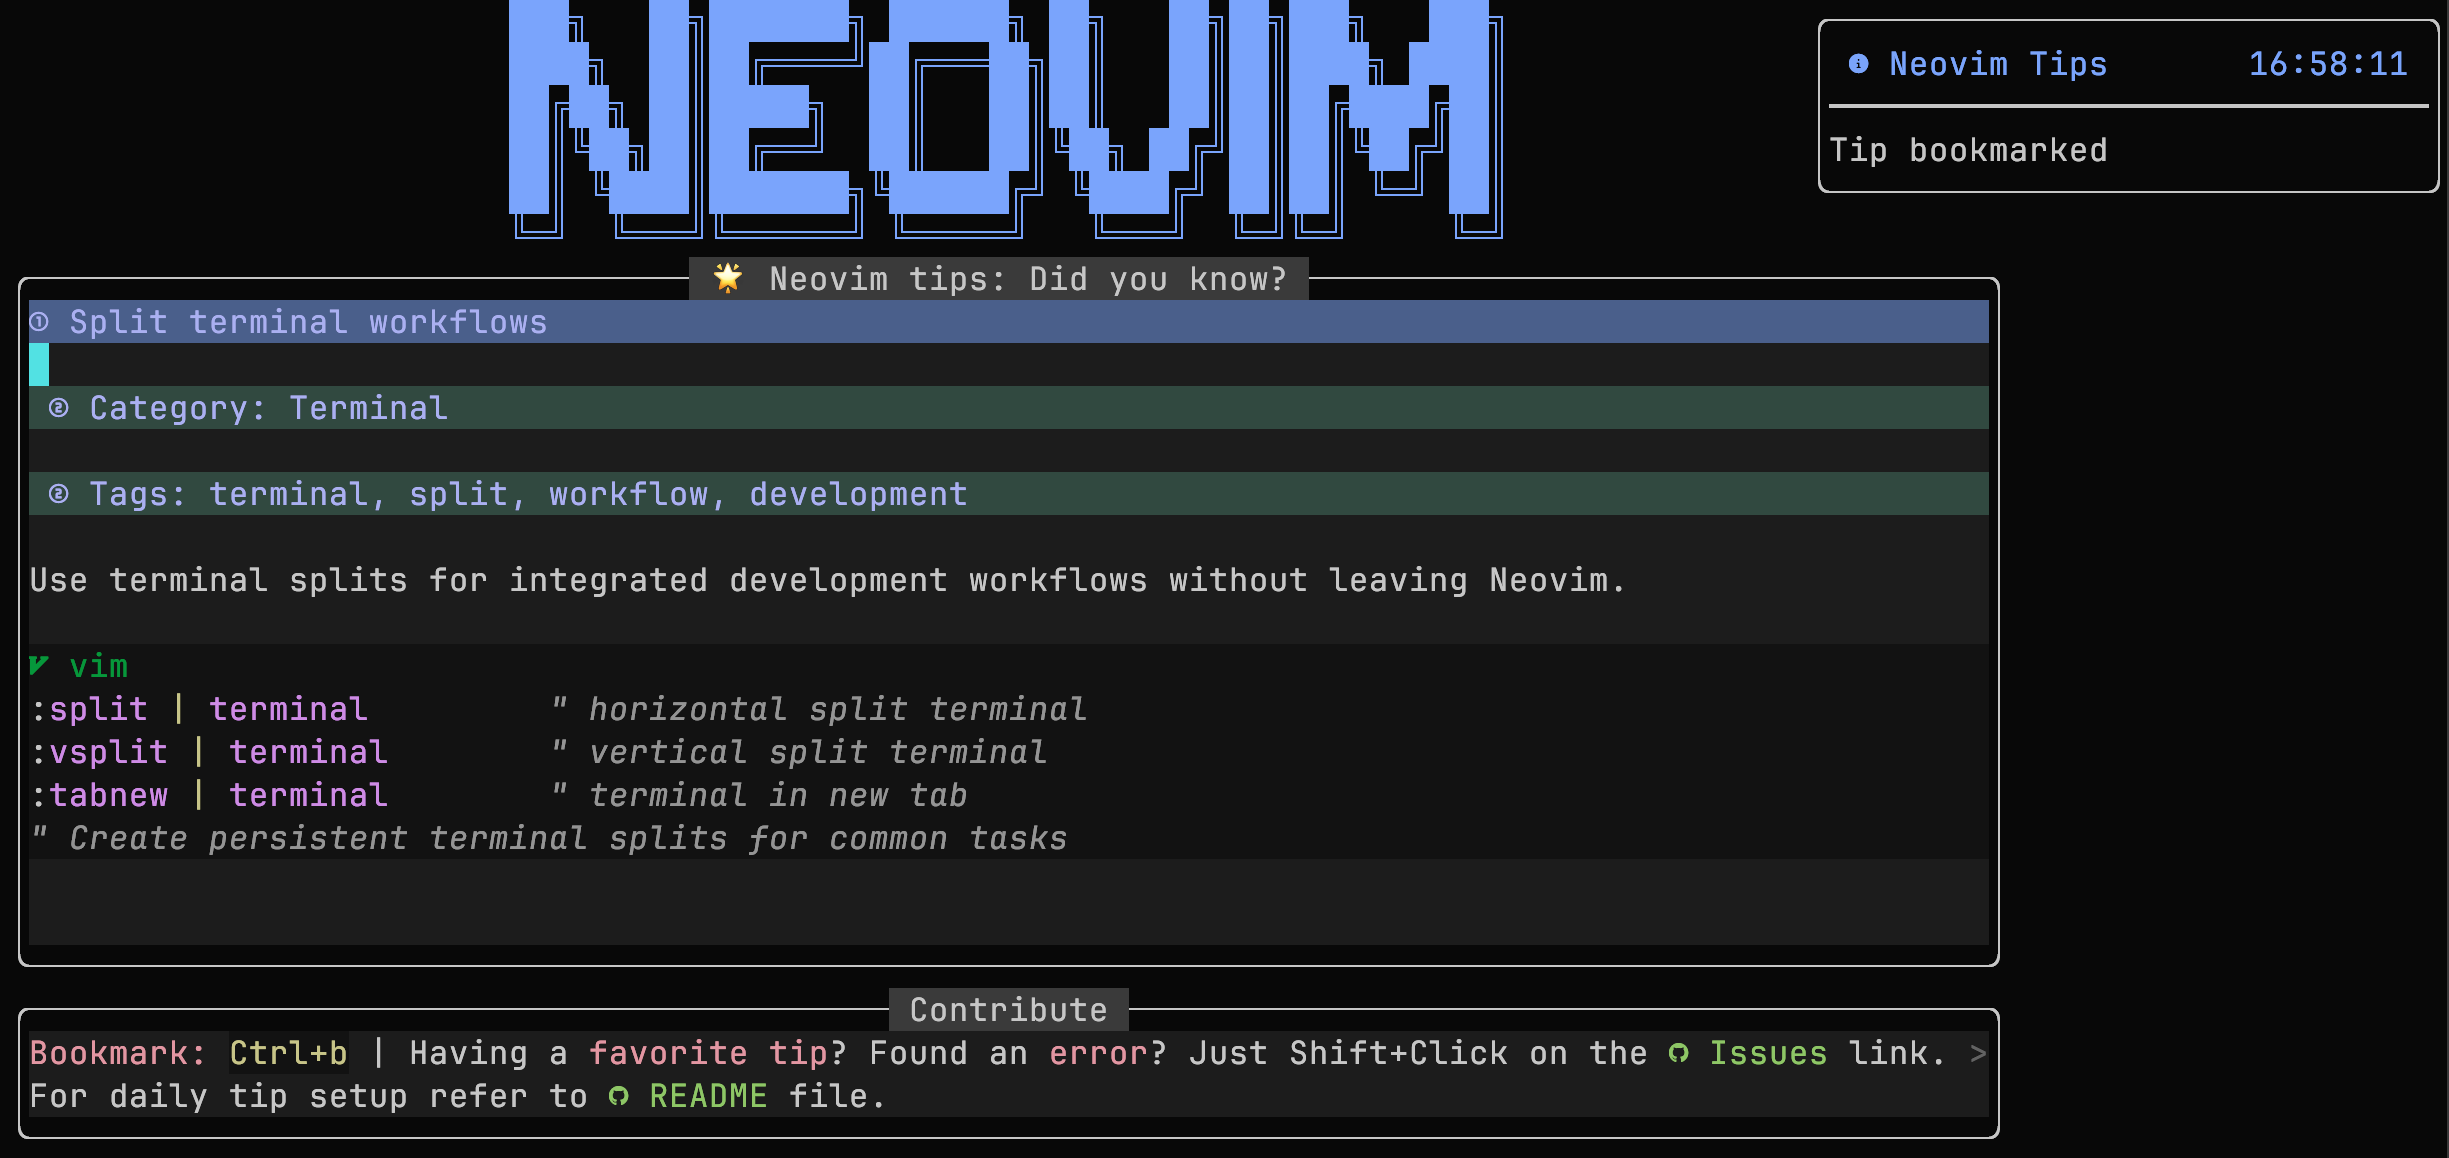 NEOVIM
Neovim Tips 16:58:11
Tip bookmarked
Neovim tips: Did you know?
① Split terminal workflows
② Category: Terminal
② Tags: terminal, split, workflow, development
Use terminal splits for integrated development workflows without leaving Neovim.
vim
:split | terminal " horizontal split terminal
:vsplit | terminal " vertical split terminal
:tabnew | terminal " terminal in new tab
" Create persistent terminal splits for common tasks
Contribute
Bookmark: Ctrl+b | Having a favorite tip? Found an error? Just Shift+Click on the Issues link. >
For daily tip setup refer to README file.